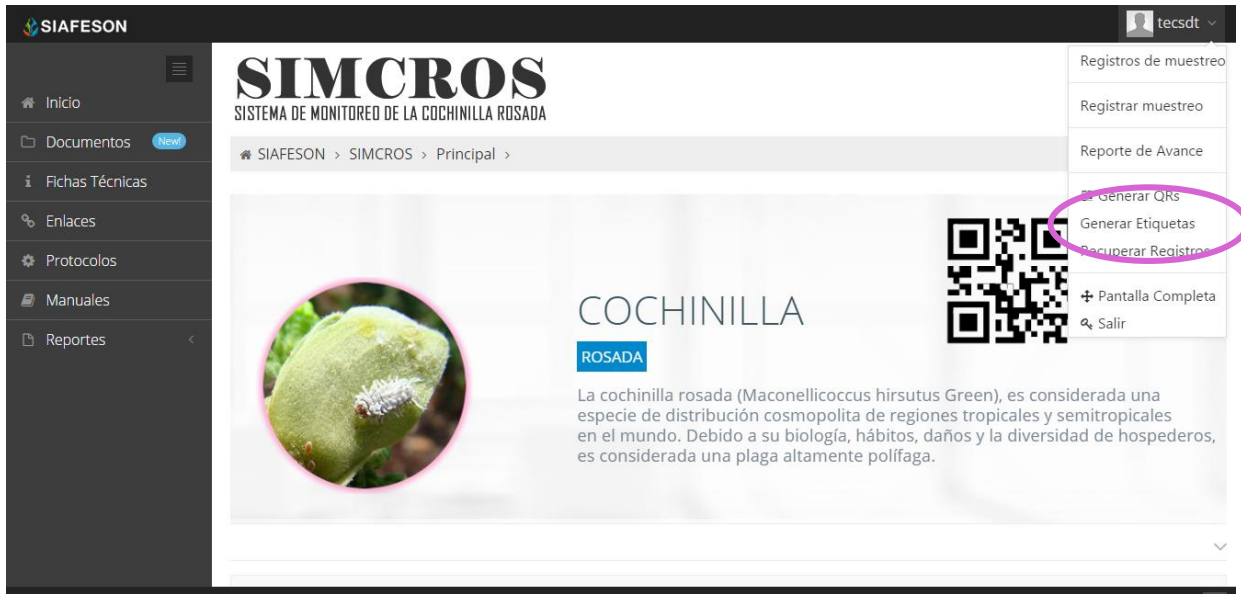 SIAFESON
tecsdt
Inicio
Documentos New!
Fichas Técnicas
Enlaces
Protocolos
Manuales
Reportes
SIMCROS
SISTEMA DE MONITOREO DE LA COCHINILLA ROSADA
SIAFESON > SIMCROS > Principal >
Registros de muestreo
Registrar muestreo
Reporte de Avance
Generar QRs
Generar Etiquetas
Recuperar Registros
Pantalla Completa
Salir
COCHINILLA
ROSADA
La cochinilla rosada (Maconellicoccus hirsutus Green), es considerada una
especie de distribución cosmopolita de regiones tropicales y semitropicales
en el mundo. Debido a su biología, hábitos, daños y la diversidad de hospederos,
es considerada una plaga altamente polífaga.